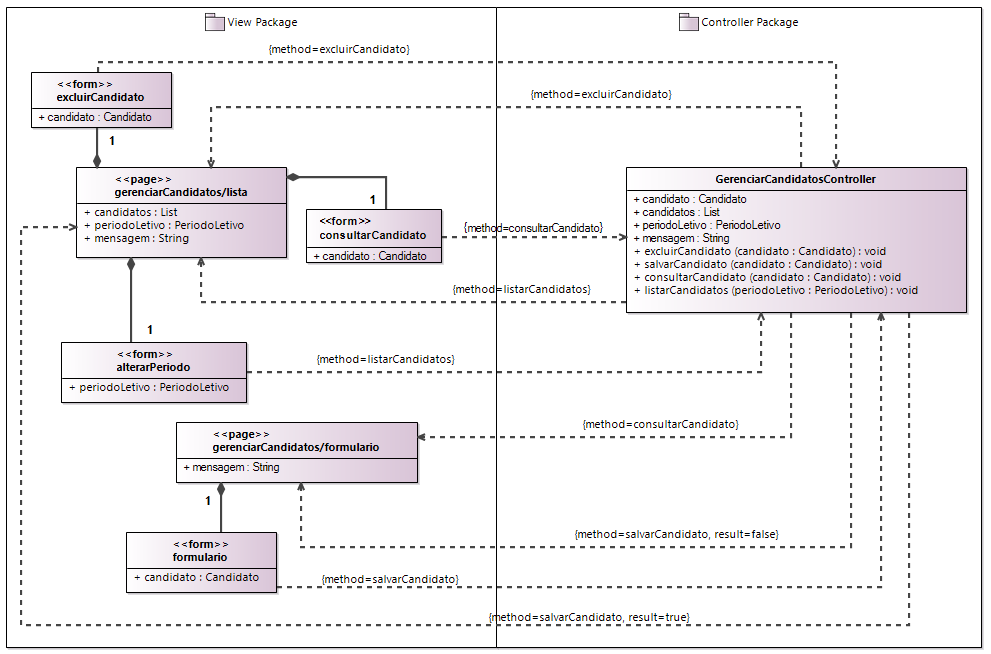 View Package
Controller Package
{method=excluirCandidato}
<<form>>
excluirCandidato
+ candidato : Candidato
{method=excluirCandidato}
1
<<page>>
gerenciarCandidatos/lista
+ candidatos : List
+ periodoLetivo : PeriodoLetivo
+ mensagem : String
1
<<form>>
consultarCandidato
+ candidato : Candidato
{method=consultarCandidato}
GerenciarCandidatosController
+ candidato : Candidato
+ candidatos : List
+ periodoLetivo : PeriodoLetivo
+ mensagem : String
+ excluirCandidato (candidato : Candidato) : void
+ salvarCandidato (candidato : Candidato) : void
+ consultarCandidato (candidato : Candidato) : void
+ listarCandidatos (periodoLetivo : PeriodoLetivo) : void
{method=listarCandidatos}
1
<<form>>
alterarPeriodo
+ periodoLetivo : PeriodoLetivo
{method=listarCandidatos}
<<page>>
gerenciarCandidatos/formulario
+ mensagem : String
{method=consultarCandidato}
1
<<form>>
formulario
+ candidato : Candidato
{method=salvarCandidato, result=false}
{method=salvarCandidato}
{method=salvarCandidato, result=true}